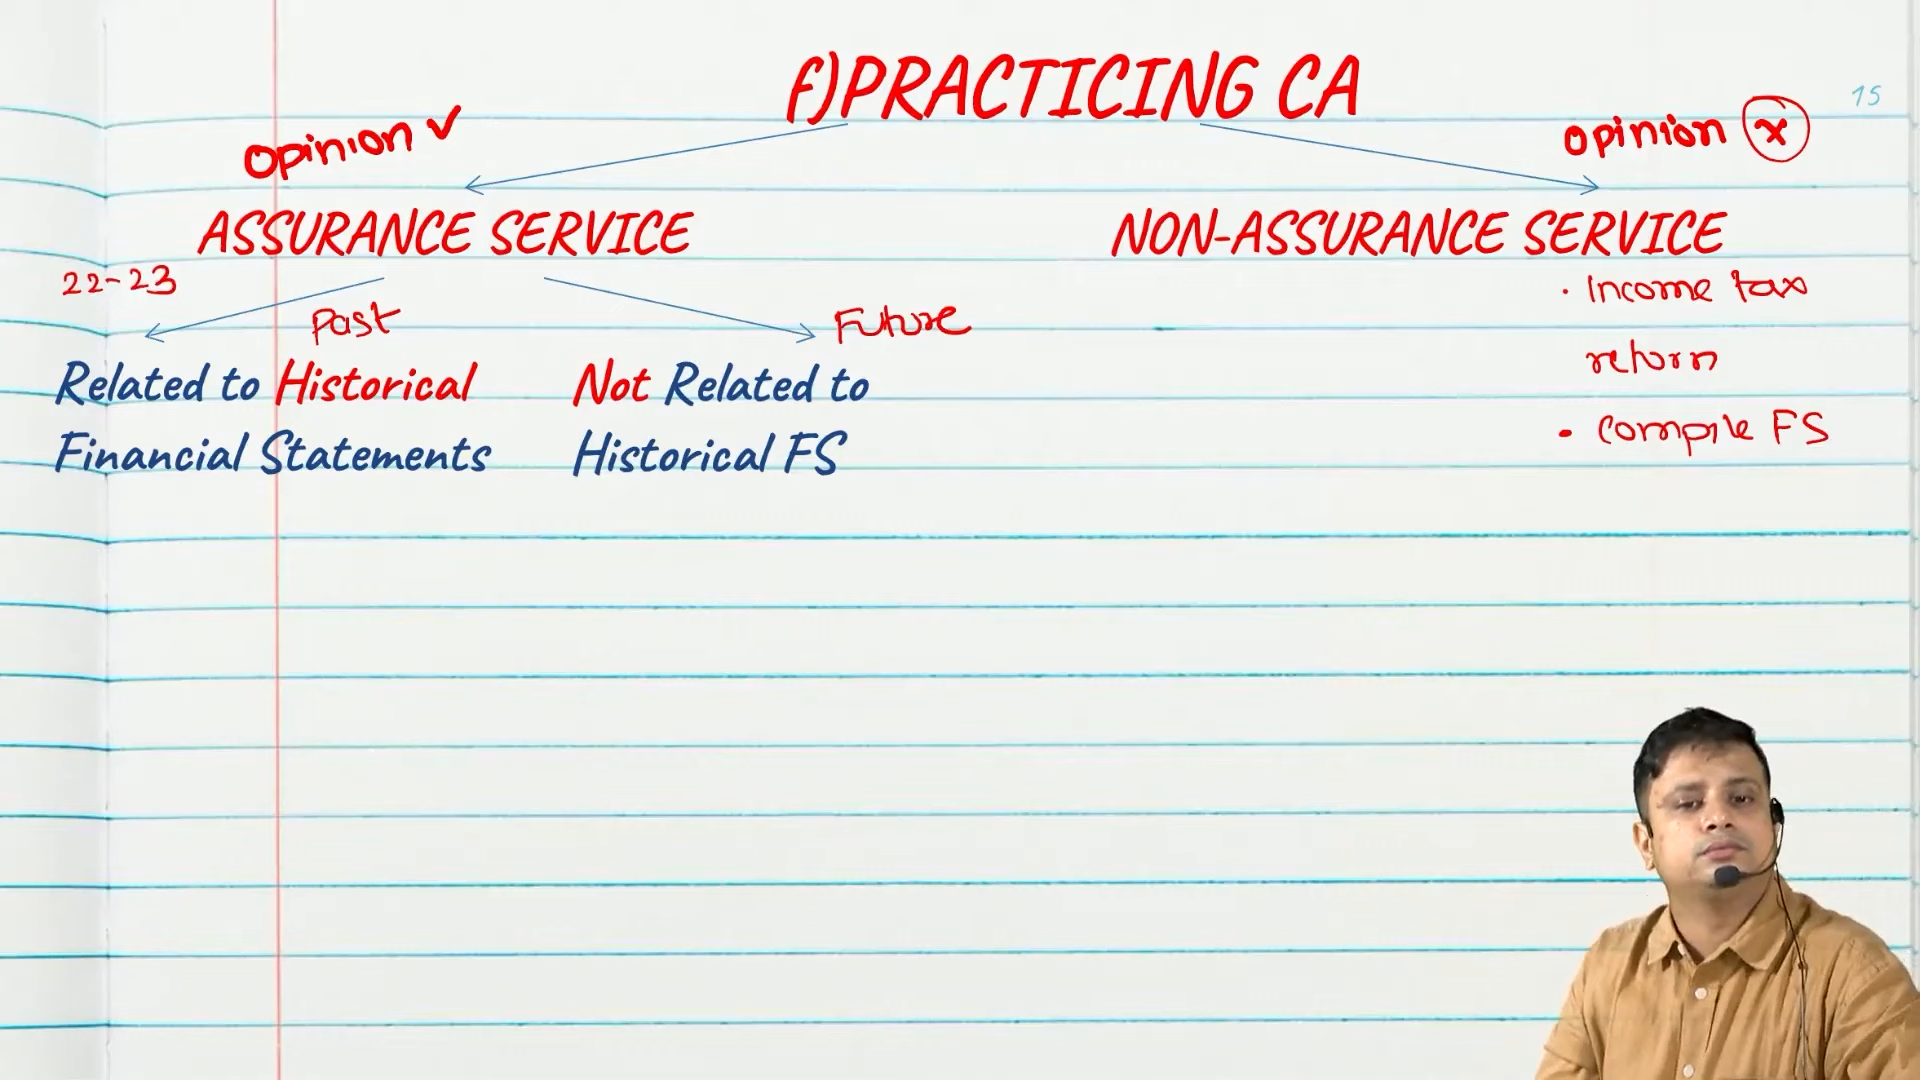 f)PRACTICING CA
15
Opinion ✓
Opinion x
ASSURANCE SERVICE
NON-ASSURANCE SERVICE
22-23
Past
Future
• Income tax
return
• Compile FS
Related to Historical
Financial Statements
Not Related to
Historical FS